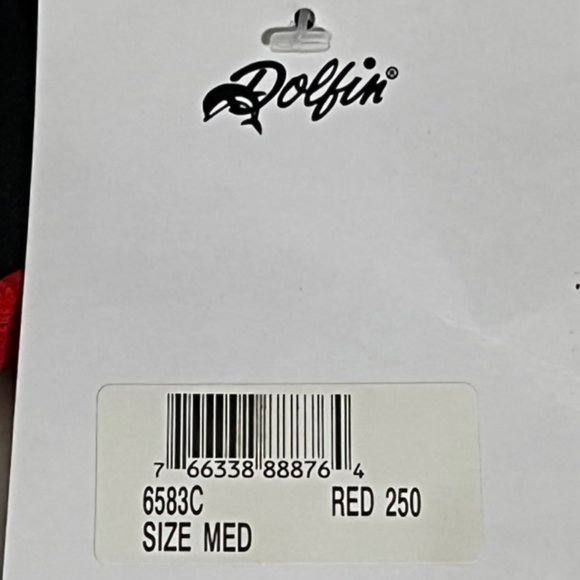 Dolfin®
7 66338 88876 4
6583C RED 250
SIZE MED